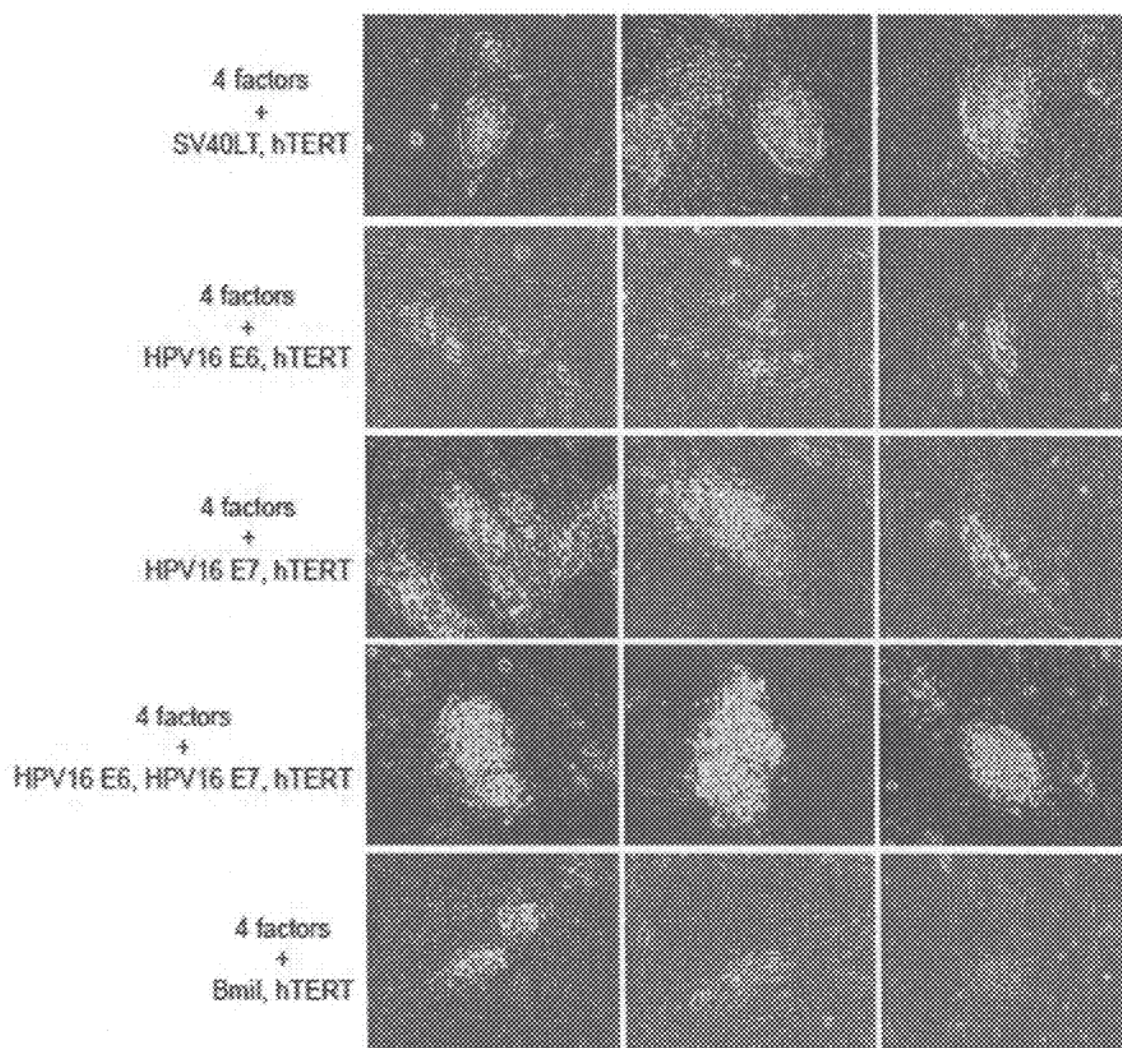 4 factors
+
SV40LT, hTERT
4 factors
+
HPV16 E6, hTERT
4 factors
+
HPV16 E7, hTERT
4 factors
+
HPV16 E6, HPV16 E7, hTERT
4 factors
+
BmiI, hTERT